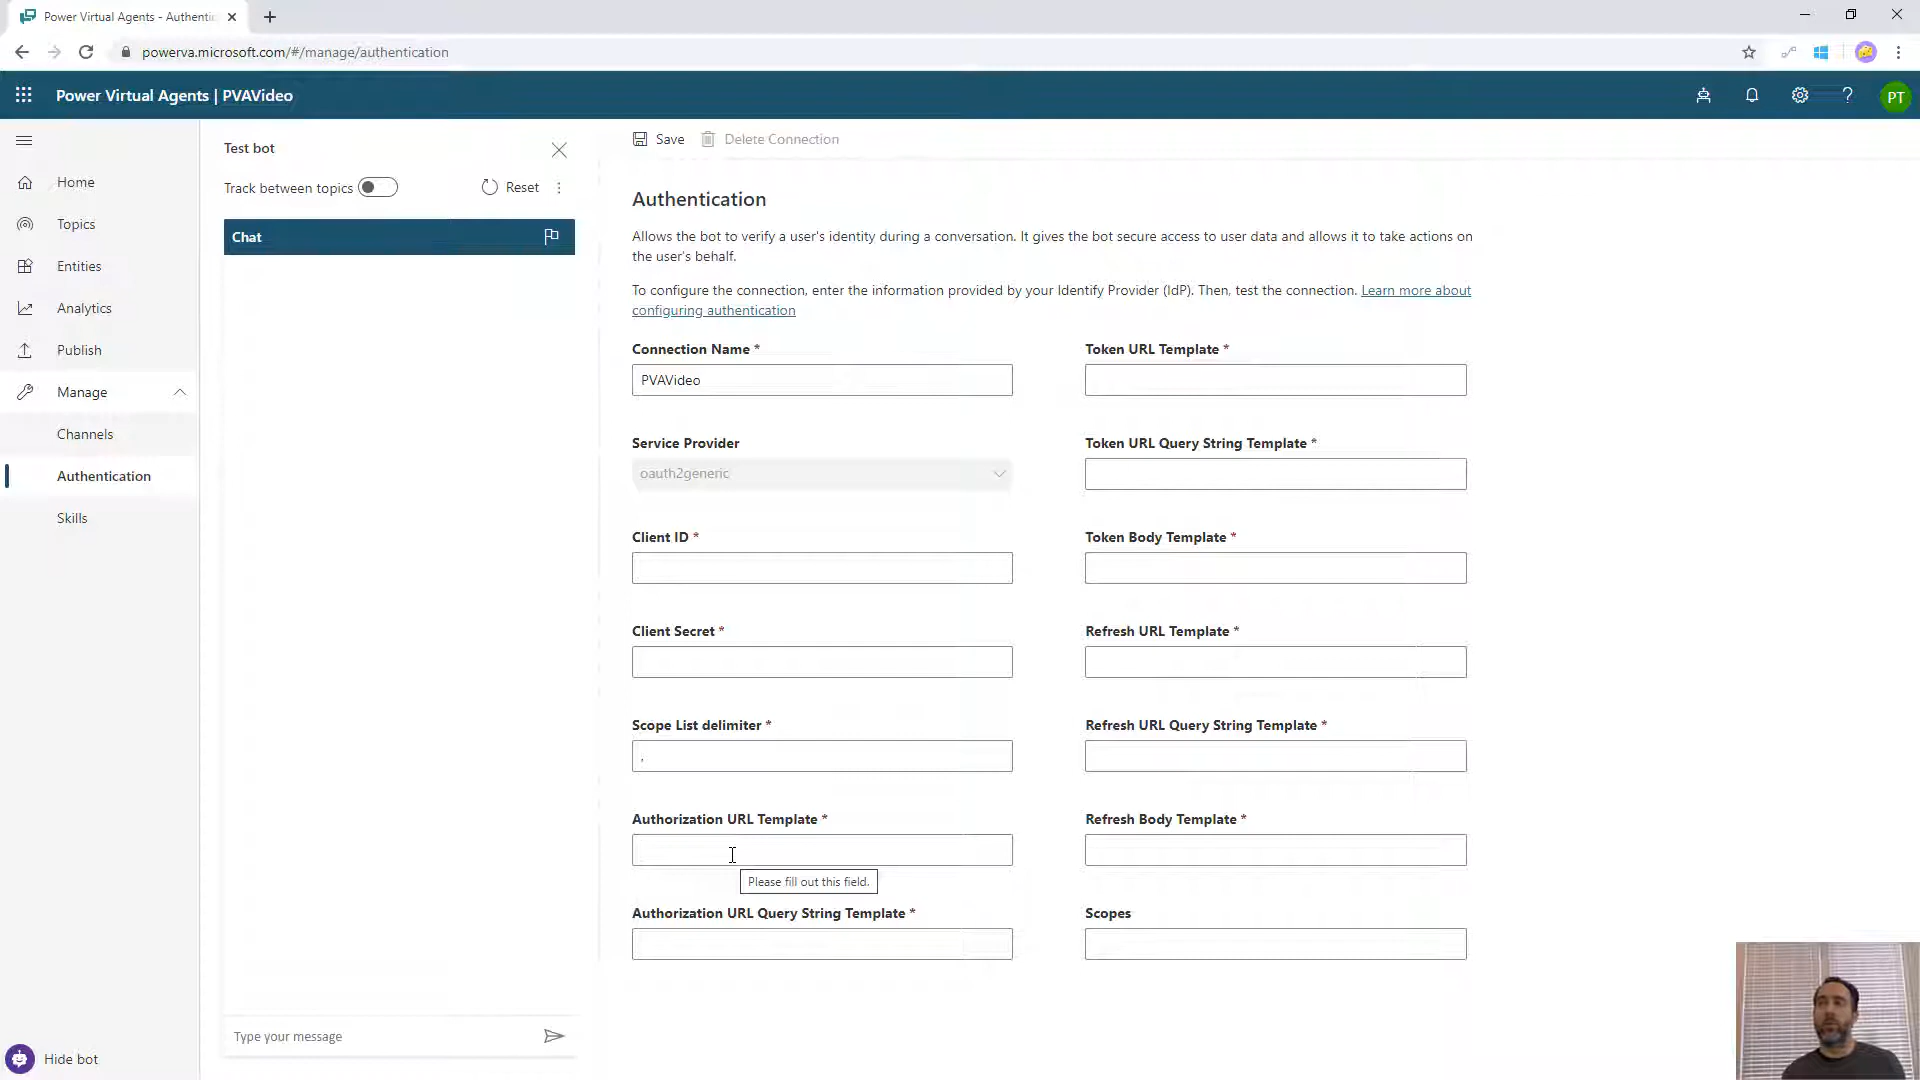 Power Virtual Agents - Authentic
powerva.microsoft.com/#/manage/authentication
Power Virtual Agents | PVAVideo
?
PT
Home
Topics
Entities
Analytics
Publish
Manage
Channels
Authentication
Skills
Hide bot
Test bot
Track between topics
Reset
Chat
Type your message
Save
Delete Connection
Authentication
Allows the bot to verify a user's identity during a conversation. It gives the bot secure access to user data and allows it to take actions on
the user's behalf.
To configure the connection, enter the information provided by your Identify Provider (IdP). Then, test the connection. Learn more about
configuring authentication
Connection Name *
PVAVideo
Service Provider
oauth2generic
Client ID *
Client Secret *
Scope List delimiter *
,
Authorization URL Template *
Please fill out this field.
Authorization URL Query String Template *
Token URL Template *
Token URL Query String Template *
Token Body Template *
Refresh URL Template *
Refresh URL Query String Template *
Refresh Body Template *
Scopes